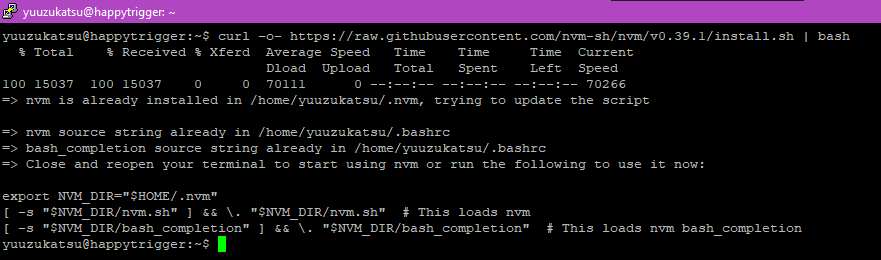 yuuzukatsu@happytrigger: ~
yuuzukatsu@happytrigger:~$ curl -o- https://raw.githubusercontent.com/nvm-sh/nvm/v0.39.1/install.sh | bash
  % Total    % Received % Xferd  Average Speed   Time    Time     Time  Current
                                 Dload  Upload   Total   Spent    Left  Speed
100 15037  100 15037    0     0  70111      0 --:--:-- --:--:-- --:--:-- 70266
=> nvm is already installed in /home/yuuzukatsu/.nvm, trying to update the script
=> nvm source string already in /home/yuuzukatsu/.bashrc
=> bash_completion source string already in /home/yuuzukatsu/.bashrc
=> Close and reopen your terminal to start using nvm or run the following to use it now:
export NVM_DIR="$HOME/.nvm"
[ -s "$NVM_DIR/nvm.sh" ] && \. "$NVM_DIR/nvm.sh"  # This loads nvm
[ -s "$NVM_DIR/bash_completion" ] && \. "$NVM_DIR/bash_completion"  # This loads nvm bash_completion
yuuzukatsu@happytrigger:~$